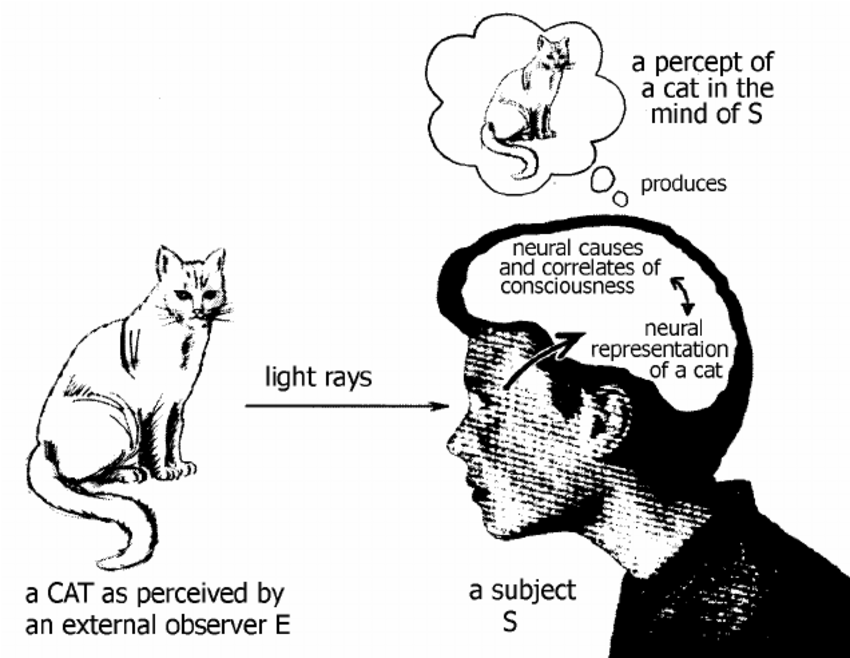 a percept of
a cat in the
mind of S
produces
neural causes
and correlates of
consciousness
neural
representation
of a cat
light rays
a CAT as perceived by
an external observer E
a subject
S